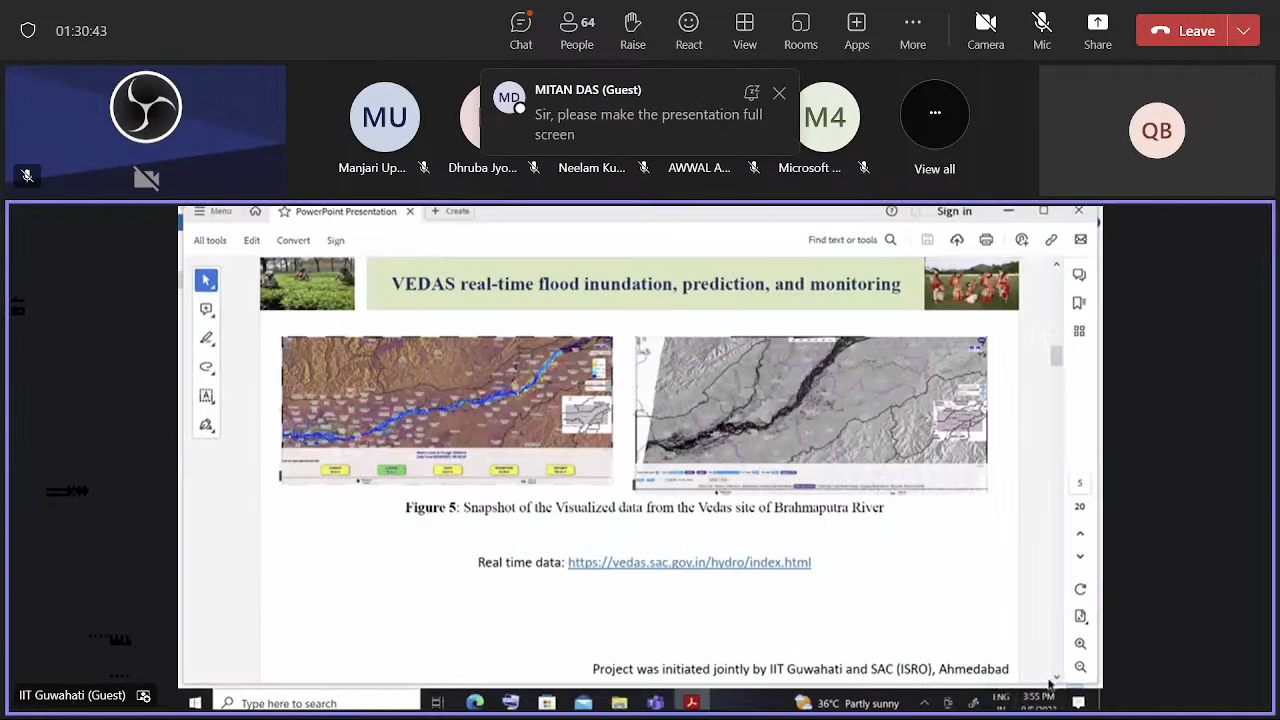 01:30:43
64
Chat
People
Raise
React
View
Rooms
Apps
More
Camera
Mic
Share
Leave
MU
MD
MITAN DAS (Guest)
Sir, please make the presentation full
screen
M4
...
QB
Manjari Up...
Dhruba Jyo...
Neelam Ku...
AWWAL A...
Microsoft ...
View all
Menu
PowerPoint Presentation
+ Create
Sign in
All tools
Edit
Convert
Sign
Find text or tools
VEDAS real-time flood inundation, prediction, and monitoring
Figure 5: Snapshot of the Visualized data from the Vedas site of Brahmaputra River
Real time data: https://vedas.sac.gov.in/hydro/index.html
5
20
Project was initiated jointly by IIT Guwahati and SAC (ISRO), Ahmedabad
IIT Guwahati (Guest)
Type here to search
36°C Partly sunny
ENG
IN
3:55 PM